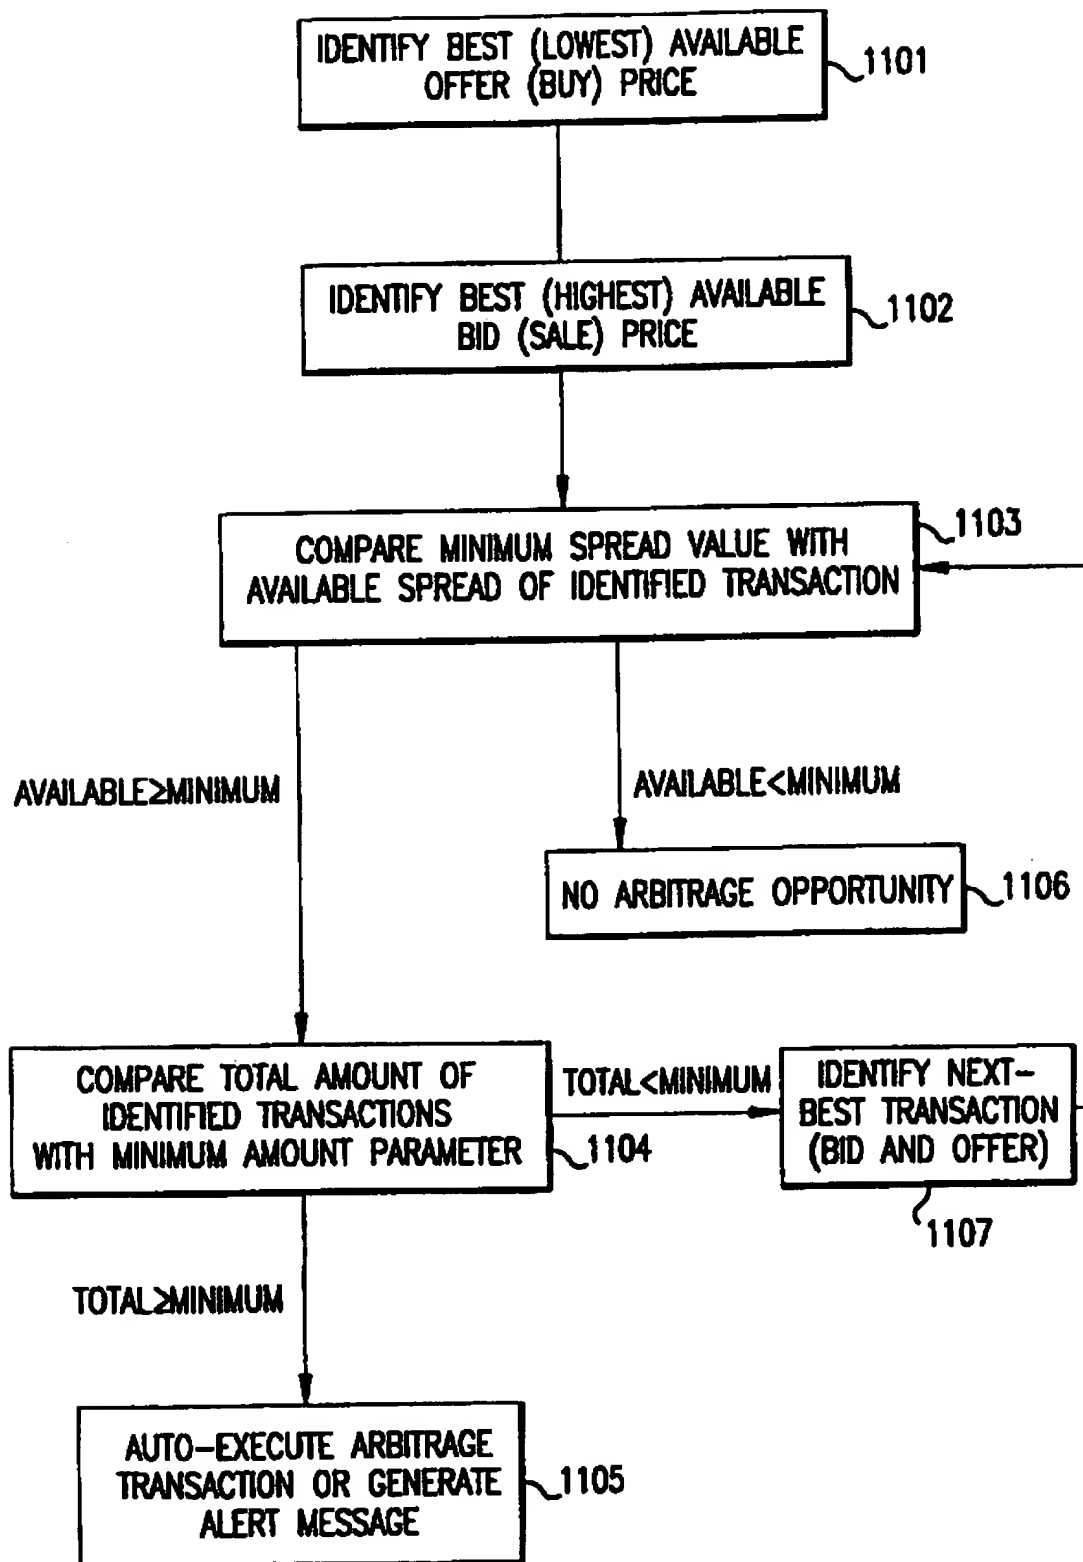 IDENTIFY BEST (LOWEST) AVAILABLE
OFFER (BUY) PRICE
1101
IDENTIFY BEST (HIGHEST) AVAILABLE
BID (SALE) PRICE
1102
COMPARE MINIMUM SPREAD VALUE WITH
AVAILABLE SPREAD OF IDENTIFIED TRANSACTION
1103
AVAILABLE≥MINIMUM
AVAILABLE<MINIMUM
NO ARBITRAGE OPPORTUNITY
1106
COMPARE TOTAL AMOUNT OF
IDENTIFIED TRANSACTIONS
WITH MINIMUM AMOUNT PARAMETER
1104
TOTAL<MINIMUM
IDENTIFY NEXT-
BEST TRANSACTION
(BID AND OFFER)
1107
TOTAL≥MINIMUM
AUTO-EXECUTE ARBITRAGE
TRANSACTION OR GENERATE
ALERT MESSAGE
1105